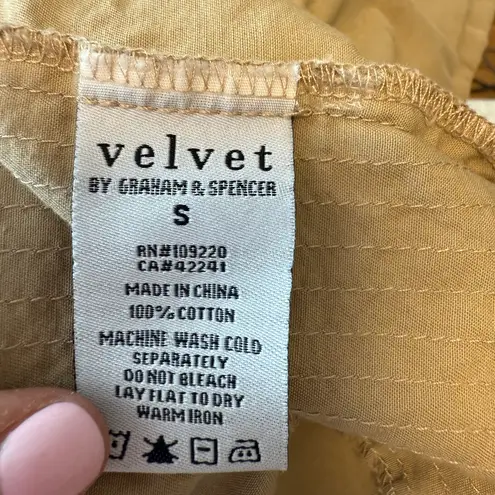 velvet
BY GRAHAM & SPENCER
S
RN#109220
CA#42241
MADE IN CHINA
100% COTTON
MACHINE WASH COLD
SEPARATELY
DO NOT BLEACH
LAY FLAT TO DRY
WARM IRON